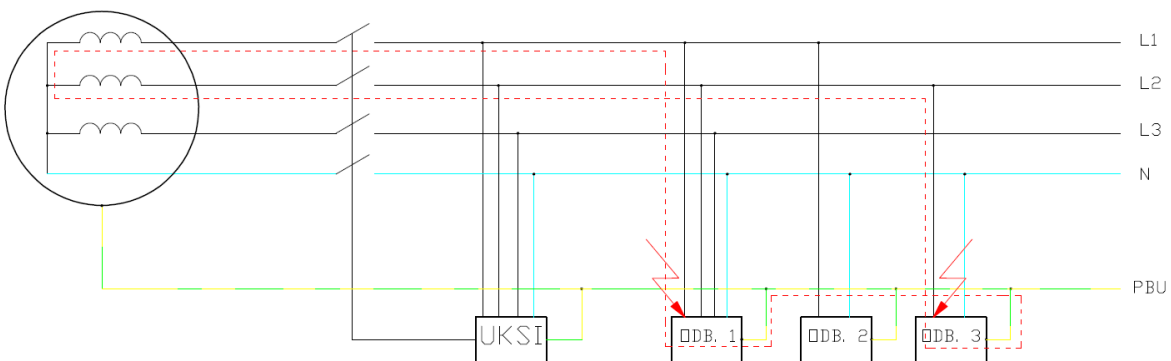 L1
L2
L3
N
PBU
UKSI
ODB. 1
ODB. 2
ODB. 3